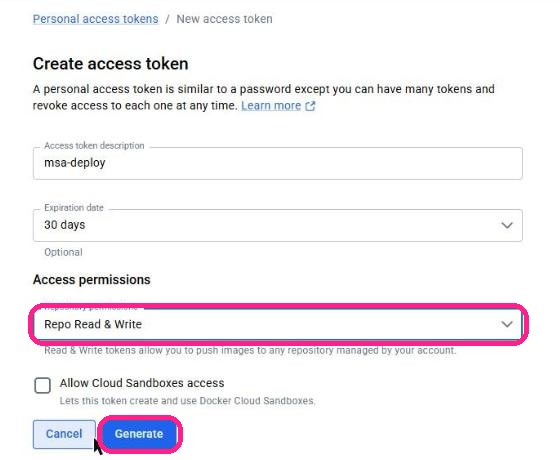 Personal access tokens / New access token
Create access token
A personal access token is similar to a password except you can have many tokens and
revoke access to each one at any time. Learn more
Access token description
msa-deploy
Expiration date
30 days
Optional
Access permissions
Repository permissions
Repo Read & Write
Read & Write tokens allow you to push images to any repository managed by your account.
Allow Cloud Sandboxes access
Lets this token create and use Docker Cloud Sandboxes.
Cancel
Generate